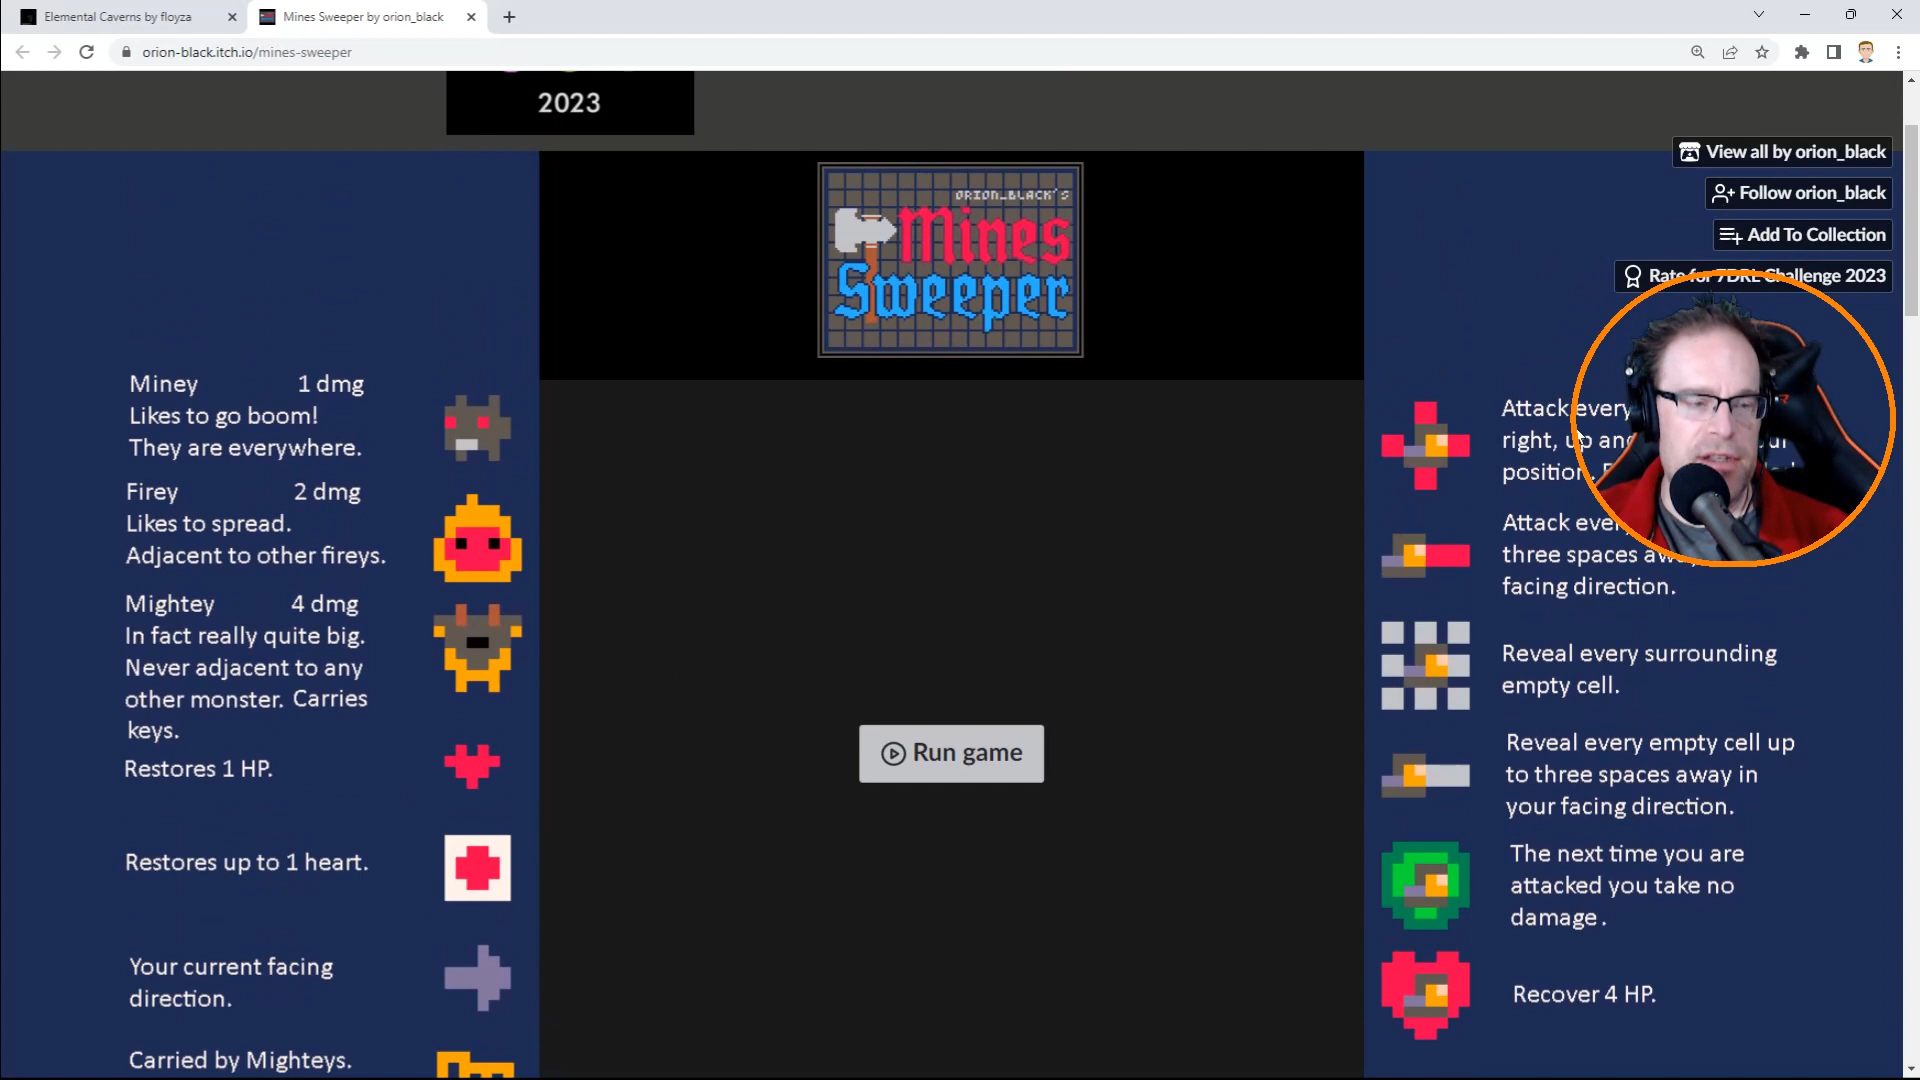 Elemental Caverns by floyza
Mines Sweeper by orion_black
orion-black.itch.io/mines-sweeper
2023
View all by orion_black
Follow orion_black
Add To Collection
Rate for 7DRL Challenge 2023
ORION_BLACK'S
Mines
Sweeper
Miney 1 dmg
Likes to go boom!
They are everywhere.
Firey 2 dmg
Likes to spread.
Adjacent to other fireys.
Mightey 4 dmg
In fact really quite big.
Never adjacent to any
other monster. Carries
keys.
Restores 1 HP.
Restores up to 1 heart.
Your current facing
direction.
Carried by Mighteys.
Run game
Attack every
right, up
position.
Attack
three spaces
facing direction.
Reveal every surrounding
empty cell.
Reveal every empty cell up
to three spaces away in
your facing direction.
The next time you are
attacked you take no
damage.
Recover 4 HP.